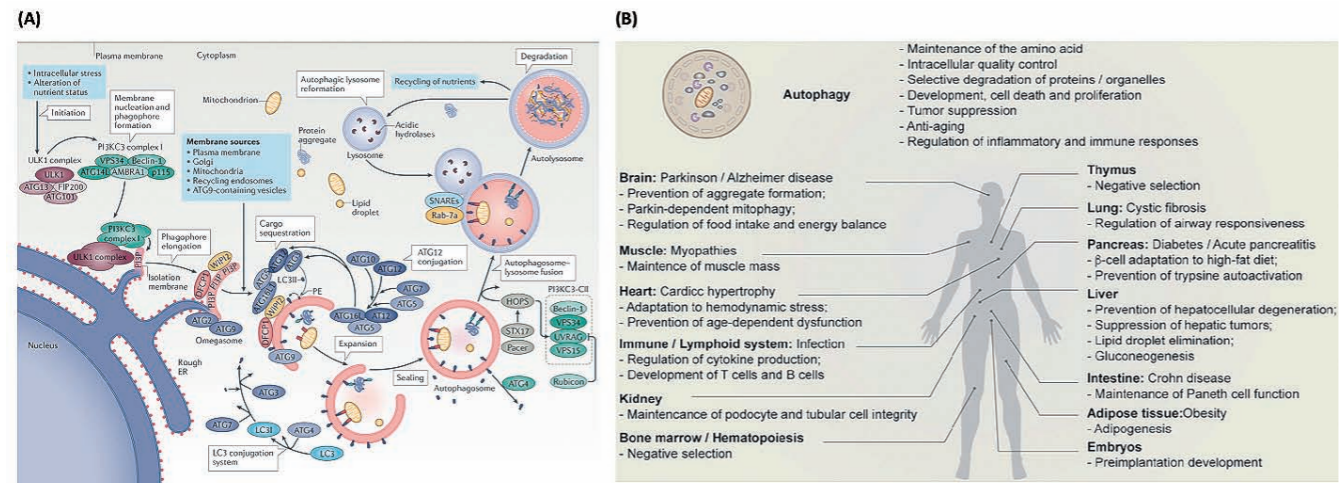 (A)
Plasma membrane
Cytoplasm
• Intracellular stress
• Alteration of
nutrient status
Initiation
Membrane
nucleation and
phagophore
formation
ULK1 complex
ULK1
ATG13
FIP200
ATG101
PI3KC3 complex I
VPS34
Beclin-1
ATG14L
AMBRA1
p115
PI3KC3
complex I
ULK1 complex
PI3P
Membrane sources
• Plasma membrane
• Golgi
• Mitochondria
• Recycling endosomes
• ATG9-containing vesicles
Mitochondrion
Protein
aggregate
Lipid
droplet
Autophagic lysosome
reformation
Recycling of nutrients
Degradation
Acidic
hydrolases
Lysosome
Autolysosome
SNAREs
Rab-7a
Phagophore
elongation
Isolation
membrane
WIPI2
DFCP1
PI3P
PI3P
PI3P
ATG2
ATG9
Omegasome
Cargo
sequestration
LC3II
PE
ATG16L1
WIPI2
DFCP1
ATG9
ATG10
ATG12
ATG7
ATG5
ATG16L
AT12
ATG5
ATG12
conjugation
Autophagosome–
lysosome fusion
PI3KC3-CII
HOPS
STX17
Pacer
Beclin-1
VPS34
UVRAG
VPS15
Rubicon
Expansion
Sealing
Autophagosome
ATG4
Nucleus
Rough
ER
ATG3
ATG7
LC3I
ATG4
LC3
LC3 conjugation
system
(B)
Autophagy
- Maintenance of the amino acid
- Intracellular quality control
- Selective degradation of proteins / organelles
- Development, cell death and proliferation
- Tumor suppression
- Anti-aging
- Regulation of inflammatory and immune responses
Brain: Parkinson / Alzheimer disease
- Prevention of aggregate formation;
- Parkin-dependent mitophagy;
- Regulation of food intake and energy balance
Muscle: Myopathies
- Maintence of muscle mass
Heart: Cardicc hypertrophy
- Adaptation to hemodynamic stress;
- Prevention of age-dependent dysfunction
Immune / Lymphoid system: Infection
- Regulation of cytokine production;
- Development of T cells and B cells
Kidney
- Maintencance of podocyte and tubular cell integrity
Bone marrow / Hematopoiesis
- Negative selection
Thymus
- Negative selection
Lung: Cystic fibrosis
- Regulation of airway responsiveness
Pancreas: Diabetes / Acute pancreatitis
- β-cell adaptation to high-fat diet;
- Prevention of trypsine autoactivation
Liver
- Prevention of hepatocellular degeneration;
- Suppression of hepatic tumors;
- Lipid droplet elimination;
- Gluconeogenesis
Intestine: Crohn disease
- Maintenance of Paneth cell function
Adipose tissue:Obesity
- Adipogenesis
Embryos
- Preimplantation development